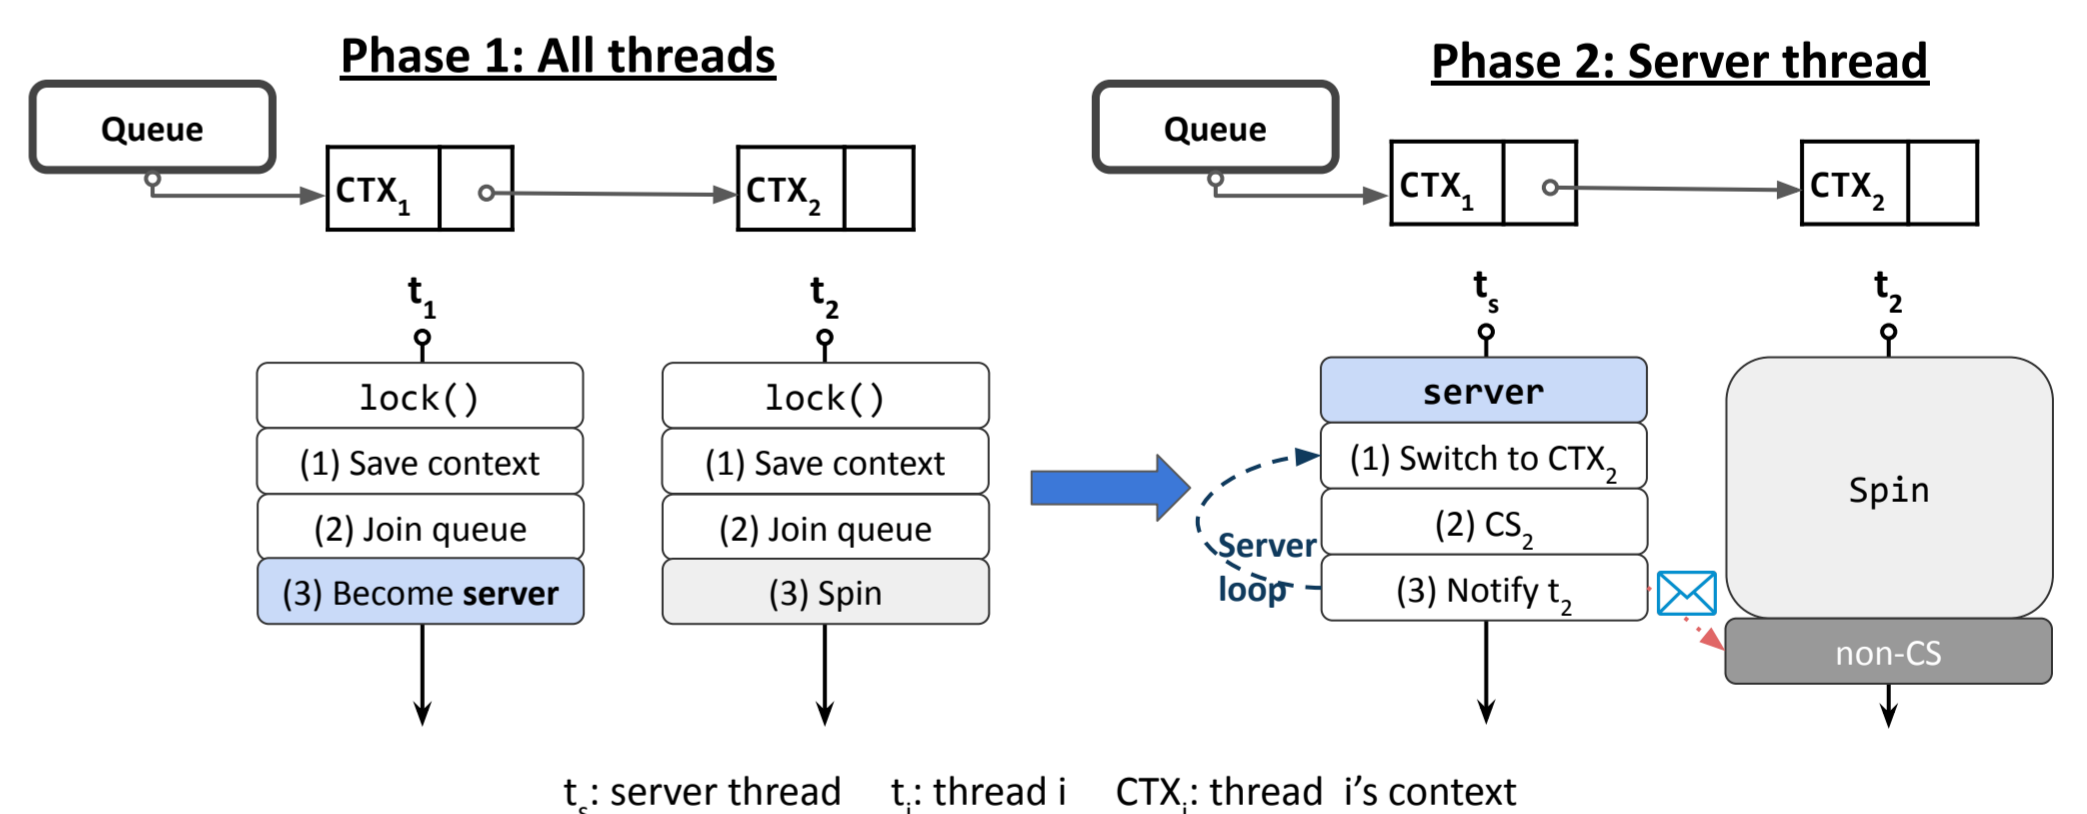 Phase 1: All threads
Queue
CTX1
CTX2
t1
t2
lock()
(1) Save context
(2) Join queue
(3) Become server
lock()
(1) Save context
(2) Join queue
(3) Spin
Phase 2: Server thread
Queue
CTX1
CTX2
ts
t2
server
(1) Switch to CTX2
(2) CS2
(3) Notify t2
Server
loop
Spin
non-CS
ts: server thread ti: thread i CTXi: thread i’s context